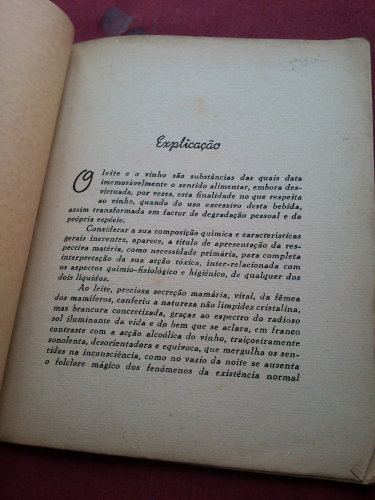 Explicação
O leite e o vinho são substâncias das quais data
imemoràvelmente o sentido alimentar, embora des-
virtuada, por vezes, esta finalidade no que respeita
ao vinho, quando do uso excessivo desta bebida,
assim transformada em factor de degradação pessoal e da
própria espécie.
Considerar a sua composição química e características
gerais inerentes, aparece, a título de apresentação da res-
pectiva matéria, como necessidade primária, para completa
interpretação da sua acção tóxica, inter-relacionada com
os aspectos químio-fisiológico e higiénico, de qualquer dos
dois líquidos.
Ao leite, preciosa secreção mamária, vital, da fêmea
dos mamíferos, conferiu a natureza não limpidez cristalina,
mas brancura concretizada, graças ao espectro do radioso
sol iluminante da vida e do bem que se aclara, em franco
contraste com a acção alcoólica do vinho, traiçoeiramente
sonolenta, desorientadora e equívoca, que mergulha os sen-
tidos na inconsciência, como no vazio da noite se ausenta
o folclore mágico dos fenómenos da existência normal